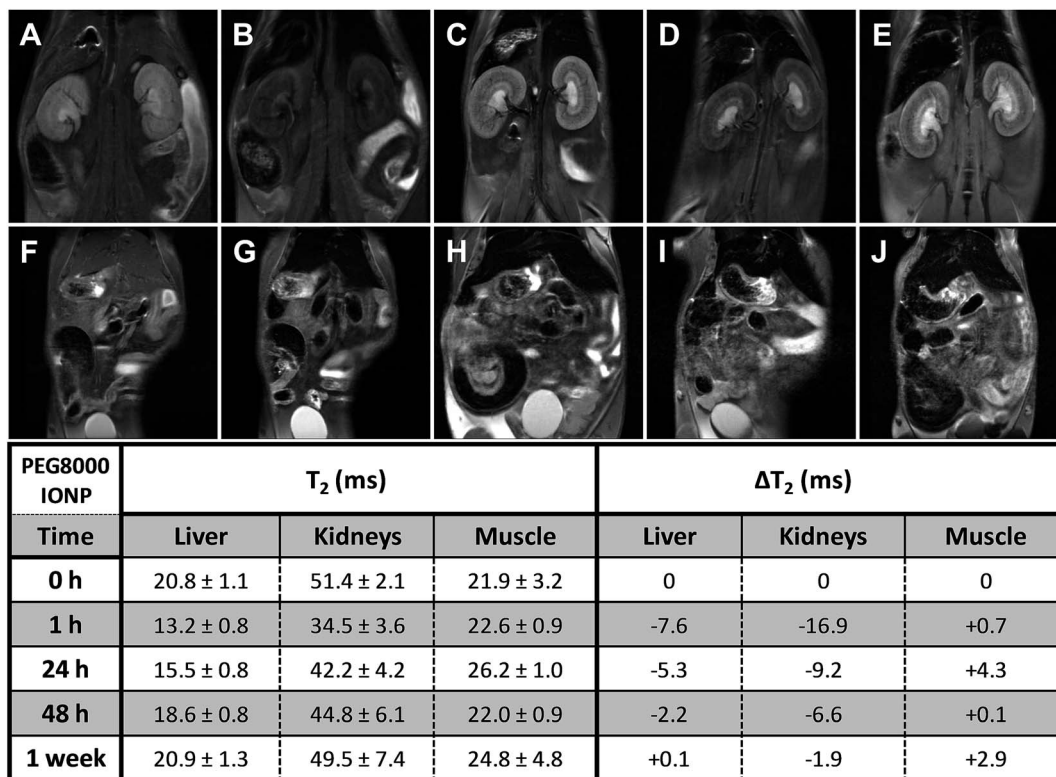 A B C D E
F G H I J
PEG8000 IONP T₂ (ms) ΔT₂ (ms)
Time Liver Kidneys Muscle Liver Kidneys Muscle
0 h 20.8 ± 1.1 51.4 ± 2.1 21.9 ± 3.2 0 0 0
1 h 13.2 ± 0.8 34.5 ± 3.6 22.6 ± 0.9 -7.6 -16.9 +0.7
24 h 15.5 ± 0.8 42.2 ± 4.2 26.2 ± 1.0 -5.3 -9.2 +4.3
48 h 18.6 ± 0.8 44.8 ± 6.1 22.0 ± 0.9 -2.2 -6.6 +0.1
1 week 20.9 ± 1.3 49.5 ± 7.4 24.8 ± 4.8 +0.1 -1.9 +2.9